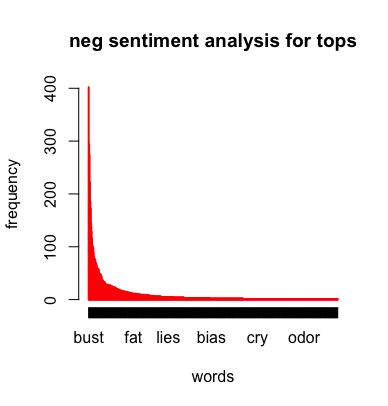 neg sentiment analysis for tops
frequency
400
300
200
100
0
bust fat lies bias cry odor
words